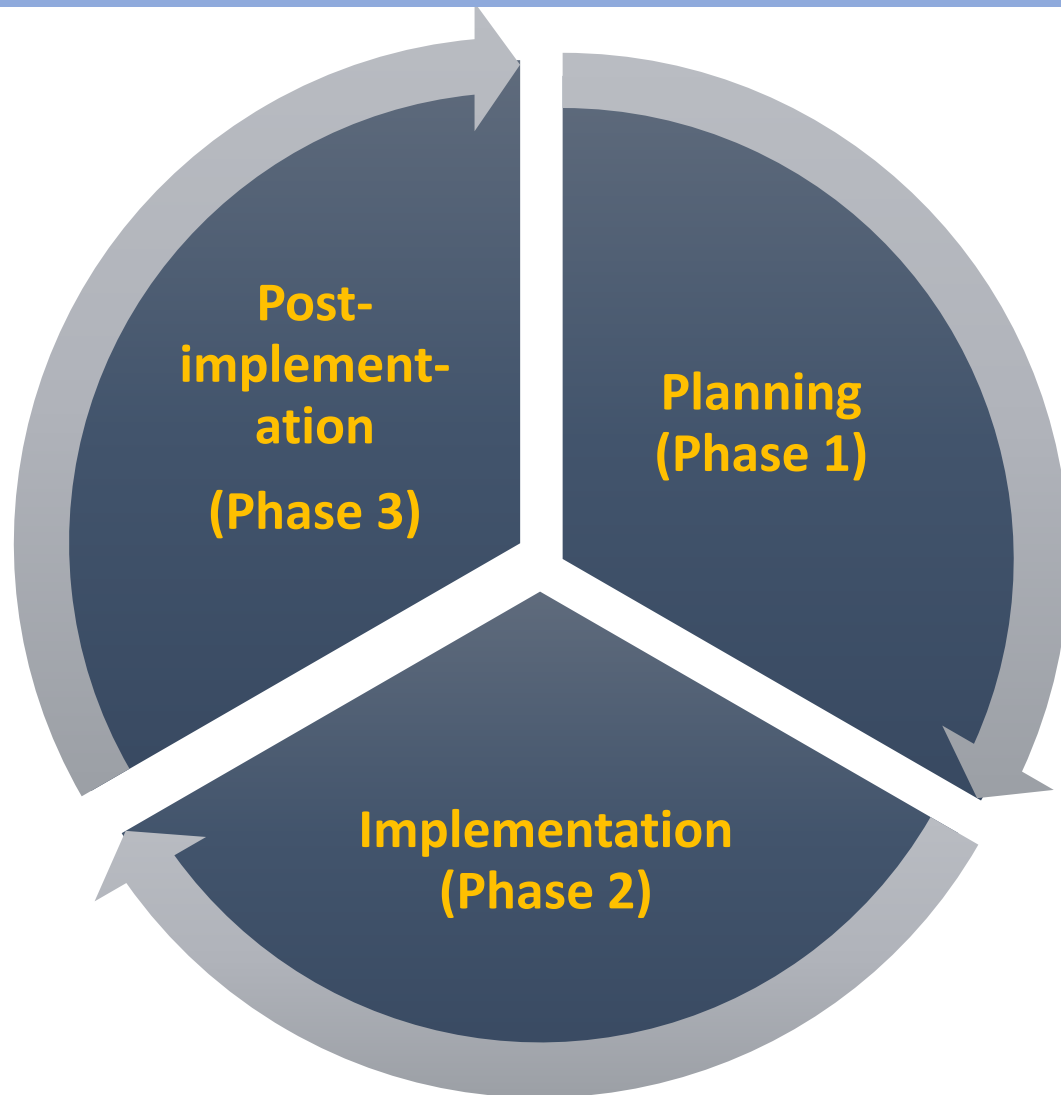 Post-
implement-
ation
(Phase 3)
Planning
(Phase 1)
Implementation
(Phase 2)